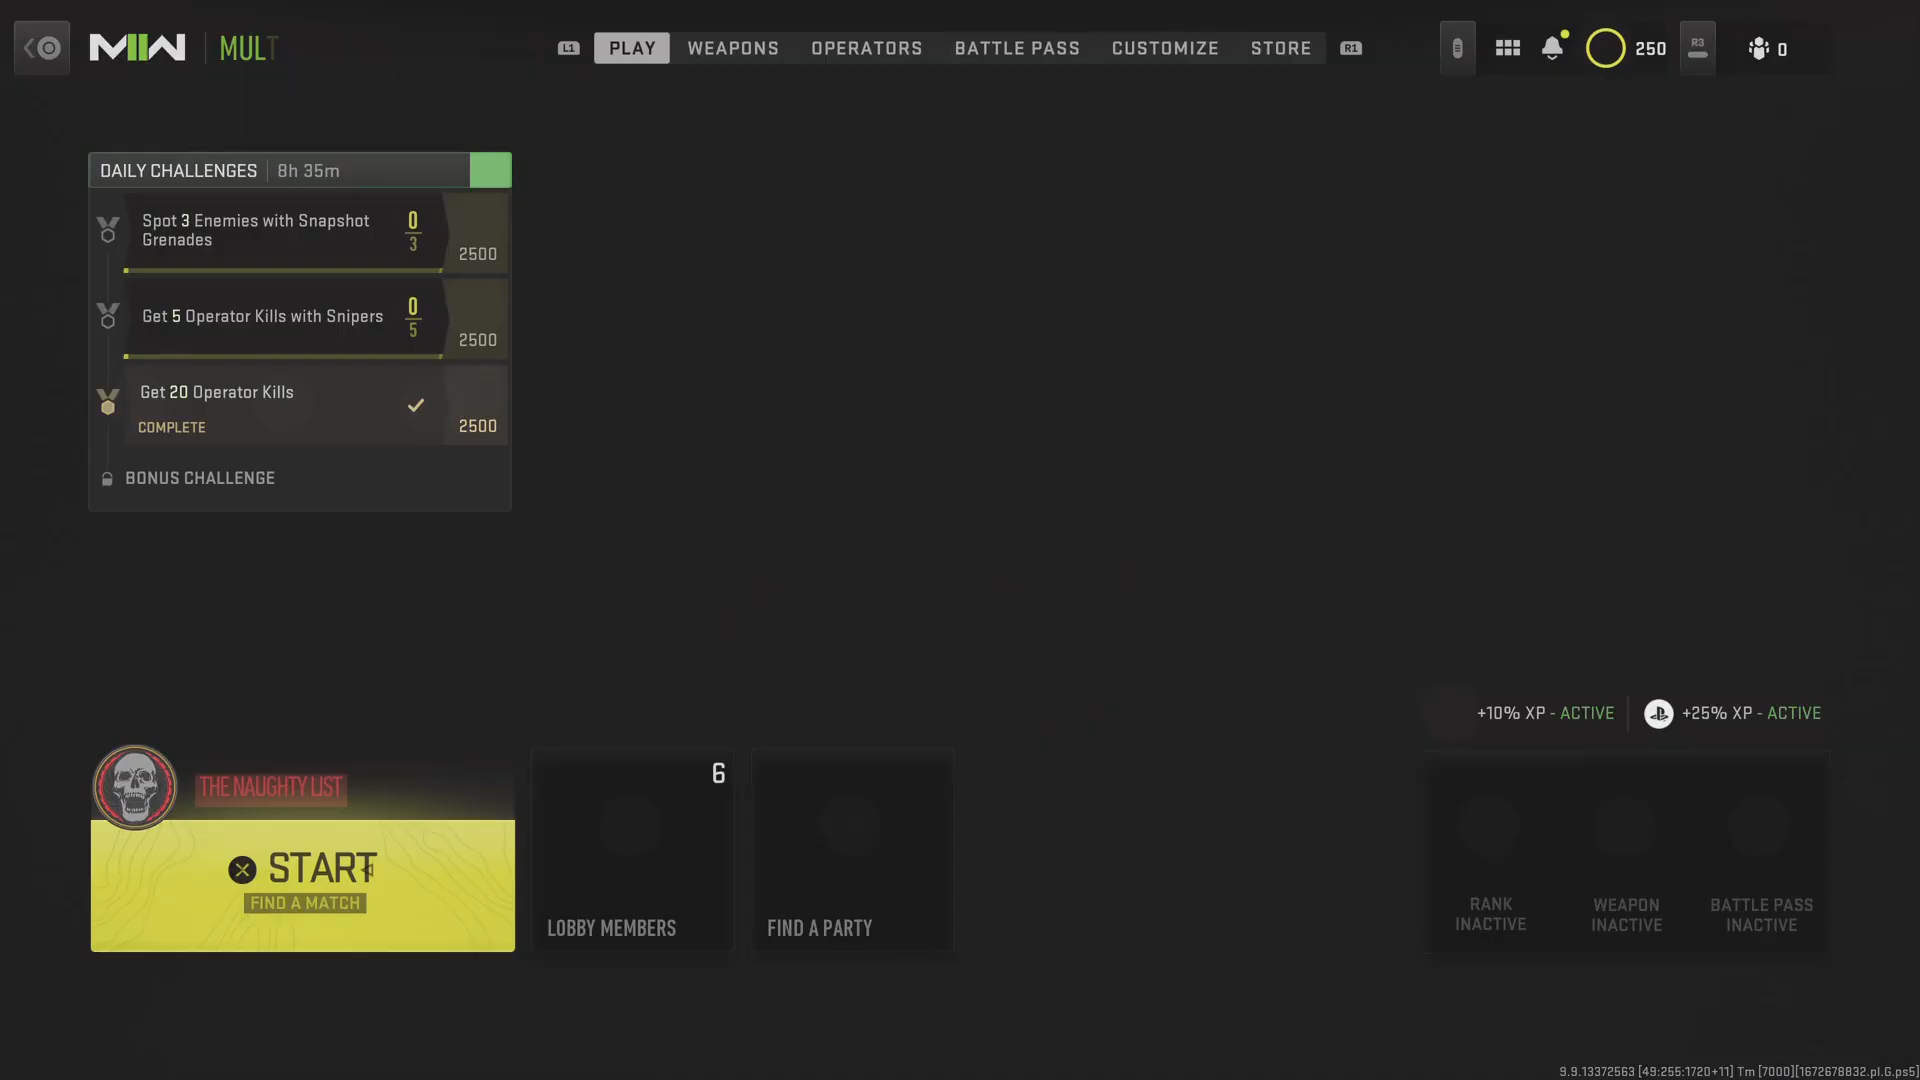 MWII MULT
L1 PLAY WEAPONS OPERATORS BATTLE PASS CUSTOMIZE STORE R1
250 R3 0
DAILY CHALLENGES 8h 35m
Spot 3 Enemies with Snapshot
Grenades
0
3
2500
Get 5 Operator Kills with Snipers
0
5
2500
Get 20 Operator Kills
COMPLETE
2500
BONUS CHALLENGE
+10% XP - ACTIVE +25% XP - ACTIVE
THE NAUGHTY LIST
START
FIND A MATCH
6
LOBBY MEMBERS
FIND A PARTY
RANK
INACTIVE
WEAPON
INACTIVE
BATTLE PASS
INACTIVE
9.9.13372563 [49:255:1720+11] Tm [7000][1672678832.pl.G.ps5]